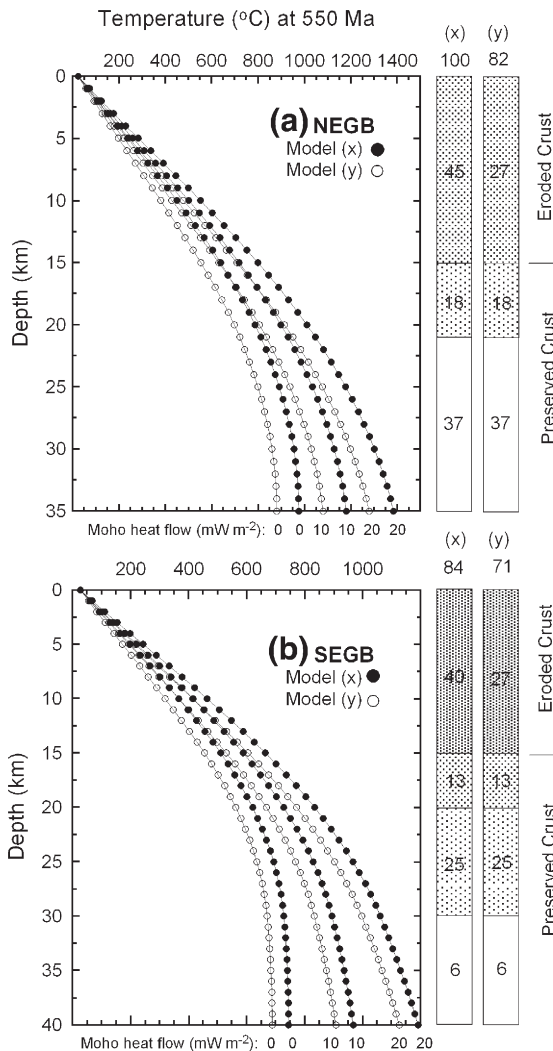 Temperature (°C) at 550 Ma
(x) (y)
200 400 600 800 1000 1200 1400
100 82
0
5
10
15
20
25
30
35
Depth (km)
(a) NEGB
Model (x)
Model (y)
45 27
18 18
37 37
Eroded Crust
Preserved Crust
Moho heat flow (mW m-2): 0 0 10 10 20 20
(x) (y)
200 400 600 800 1000
84 71
0
5
10
15
20
25
30
35
40
Depth (km)
(b) SEGB
Model (x)
Model (y)
40 27
13 13
25 25
6 6
Eroded Crust
Preserved Crust
Moho heat flow (mW m-2): 0 0 10 10 20 20